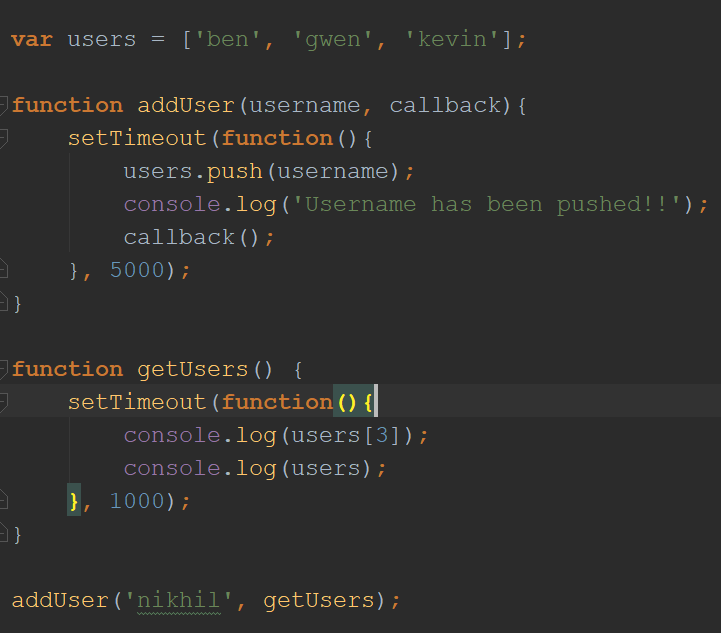 var users = ['ben', 'gwen', 'kevin'];
function addUser(username, callback){
setTimeout(function(){
users.push(username);
console.log('Username has been pushed!!');
callback();
}, 5000);
}
function getUsers() {
setTimeout(function(){
console.log(users[3]);
console.log(users);
}, 1000);
}
addUser('nikhil', getUsers);